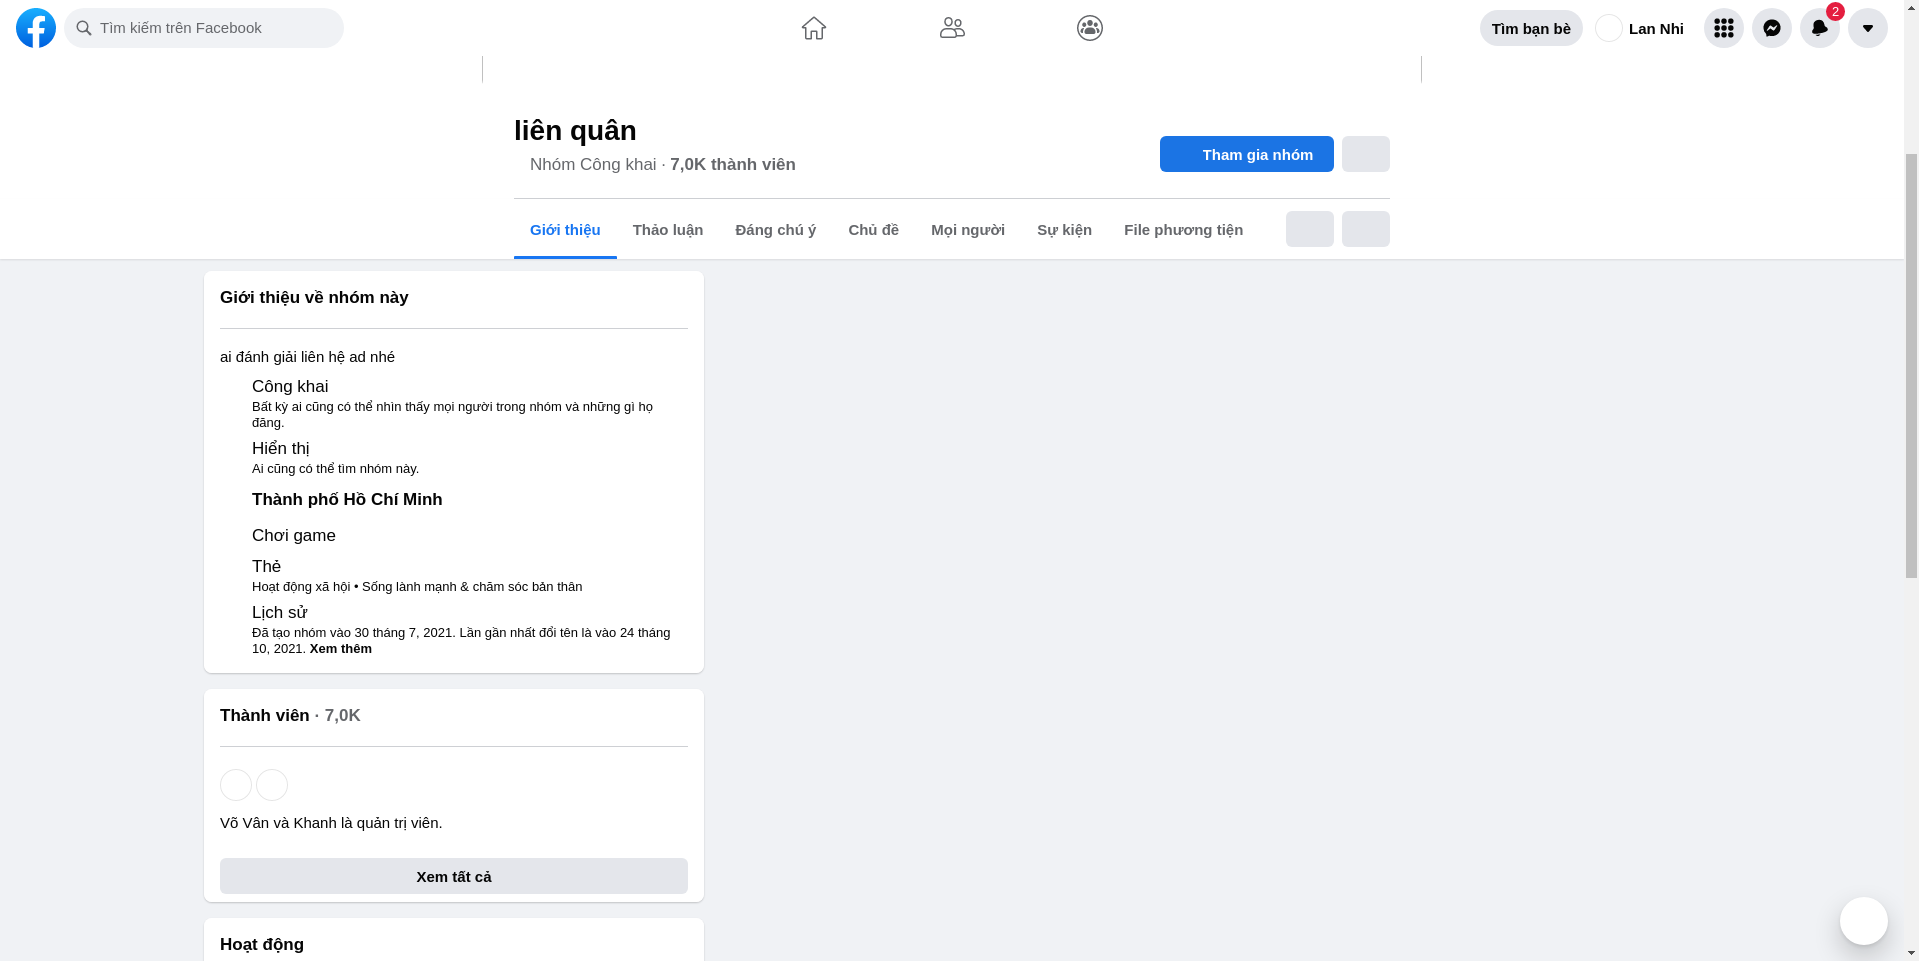 Tìm kiếm trên Facebook
Tìm bạn bè
Lan Nhi
2
liên quân
Nhóm Công khai · 7,0K thành viên
Tham gia nhóm
Giới thiệu
Thảo luận
Đáng chú ý
Chủ đề
Mọi người
Sự kiện
File phương tiện
Giới thiệu về nhóm này
ai đánh giải liên hệ ad nhé
Công khai
Bất kỳ ai cũng có thể nhìn thấy mọi người trong nhóm và những gì họ
đăng.
Hiển thị
Ai cũng có thể tìm nhóm này.
Thành phố Hồ Chí Minh
Chơi game
Thẻ
Hoạt động xã hội • Sống lành mạnh & chăm sóc bản thân
Lịch sử
Đã tạo nhóm vào 30 tháng 7, 2021. Lần gần nhất đổi tên là vào 24 tháng
10, 2021. Xem thêm
Thành viên · 7,0K
Võ Vân và Khanh là quản trị viên.
Xem tất cả
Hoạt động